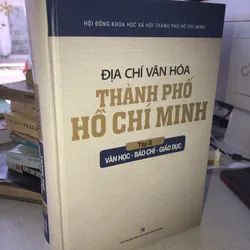 HỘI ĐỒNG KHOA HỌC XÃ HỘI THÀNH PHỐ HỒ CHÍ MINH
ĐỊA CHÍ VĂN HÓA
THÀNH PHỐ
HỒ CHÍ MINH
VĂN HỌC - BÁO CHÍ - GIÁO DỤC